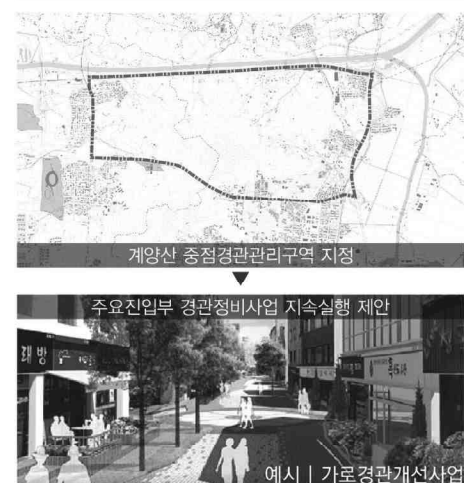 계양산 중점경관관리구역 지정
주요진입부 경관정비사업 지속실행 제안
래방
예시 | 가로경관개선사업